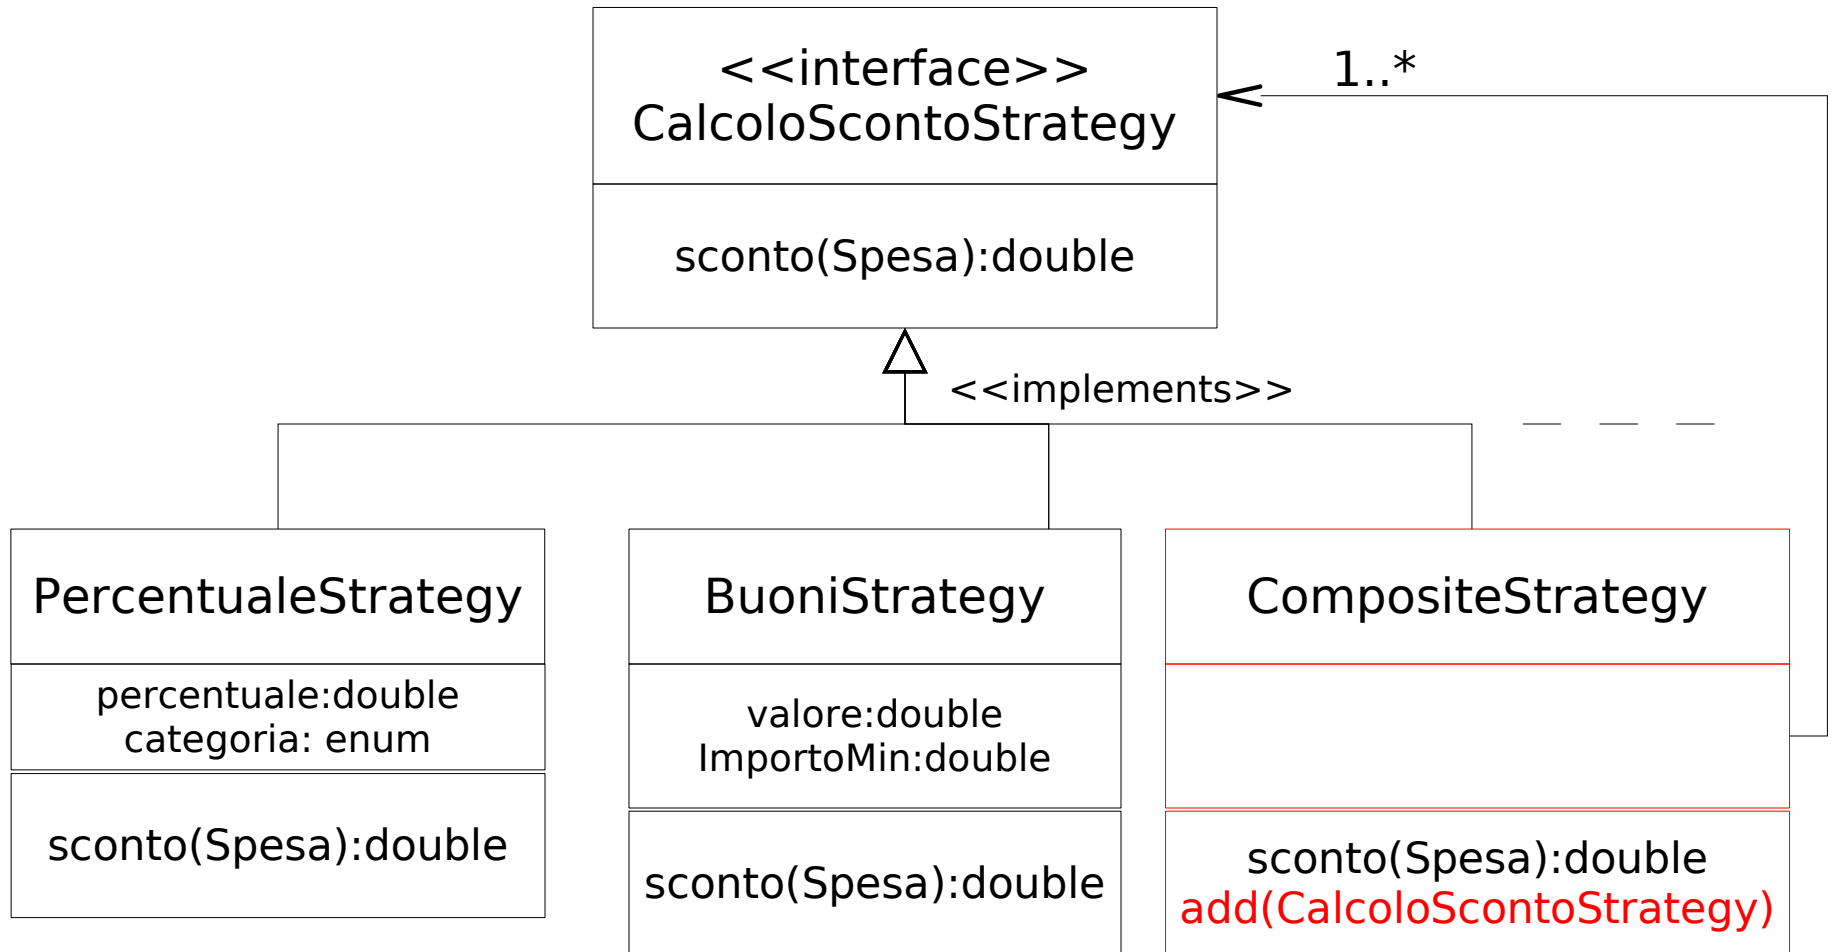 <<interface>>
CalcoloScontoStrategy
1..*
sconto(Spesa):double
<<implements>>
PercentualeStrategy
percentuale:double
categoria: enum
sconto(Spesa):double
BuoniStrategy
valore:double
ImportoMin:double
sconto(Spesa):double
CompositeStrategy
sconto(Spesa):double
add(CalcoloScontoStrategy)